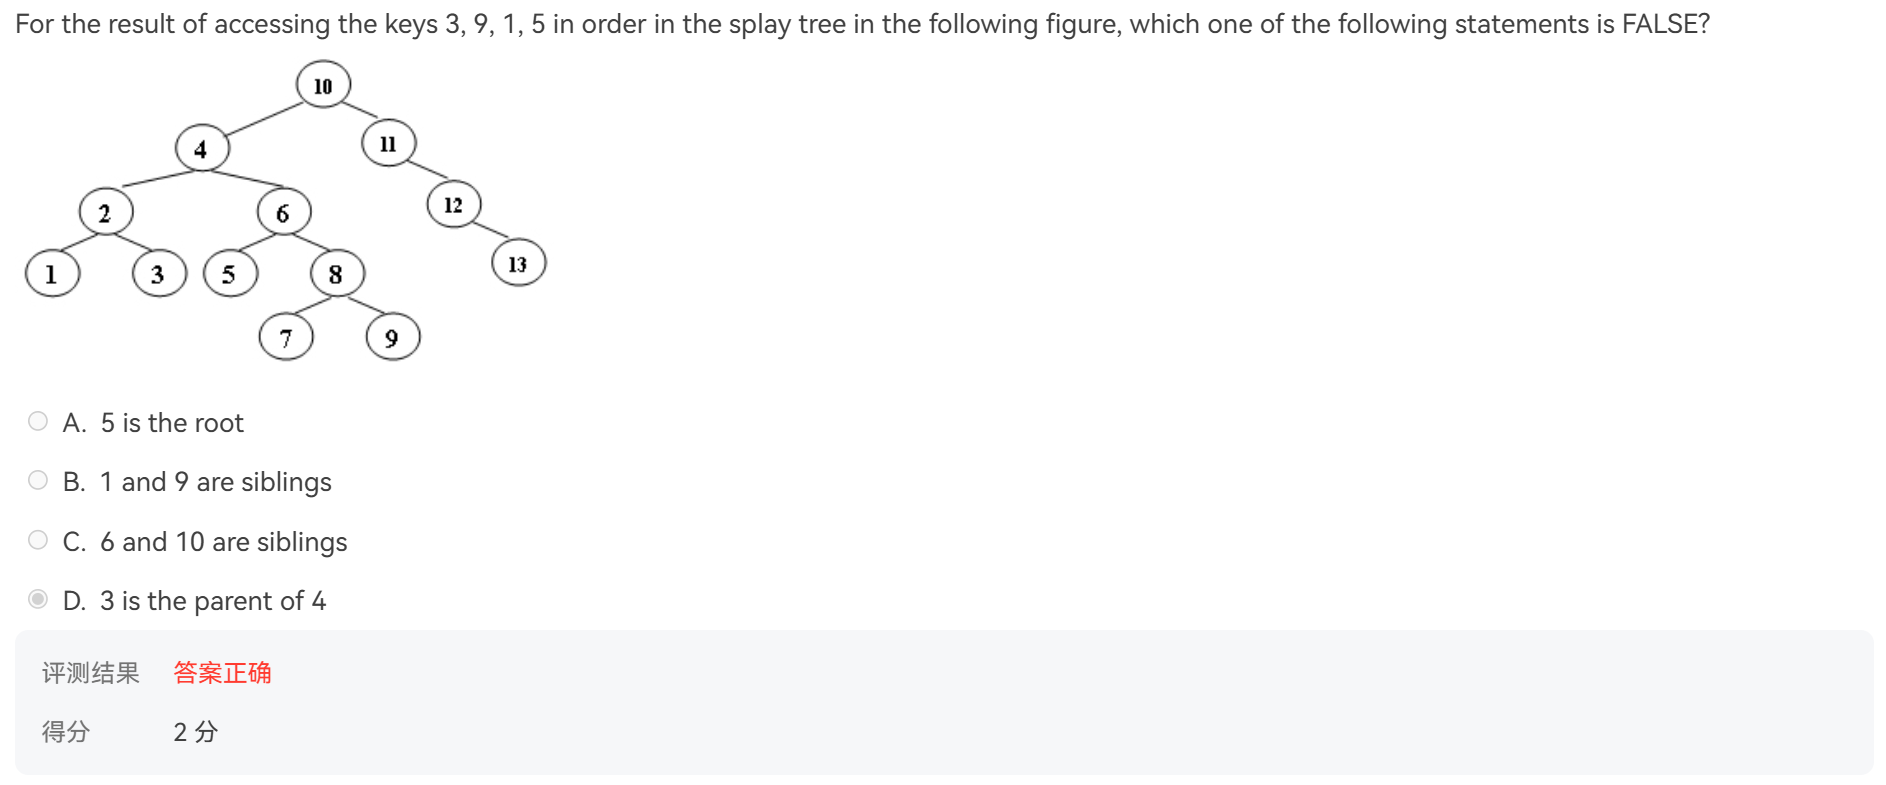 For the result of accessing the keys 3, 9, 1, 5 in order in the splay tree in the following figure, which one of the following statements is FALSE?
10
4
11
2
6
12
1
3
5
8
13
7
9
A. 5 is the root
B. 1 and 9 are siblings
C. 6 and 10 are siblings
D. 3 is the parent of 4
评测结果 答案正确
得分 2 分